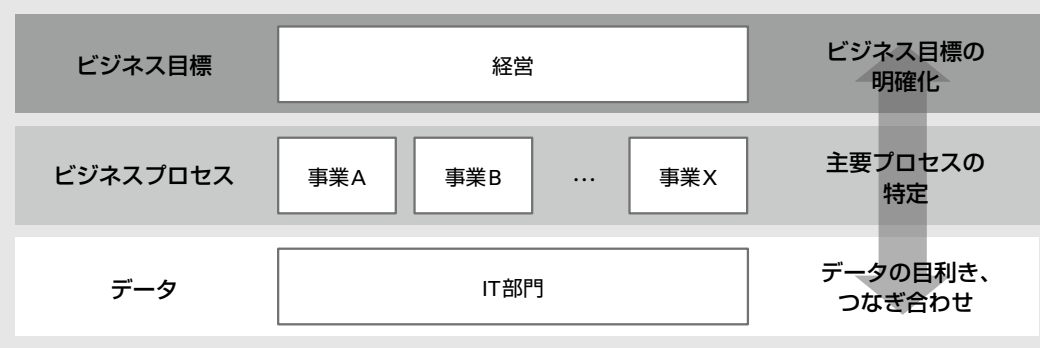 ビジネス目標
経営
ビジネス目標の
明確化
ビジネスプロセス
事業A
事業B
…
事業X
主要プロセスの
特定
データ
IT部門
データの目利き、
つなぎ合わせ